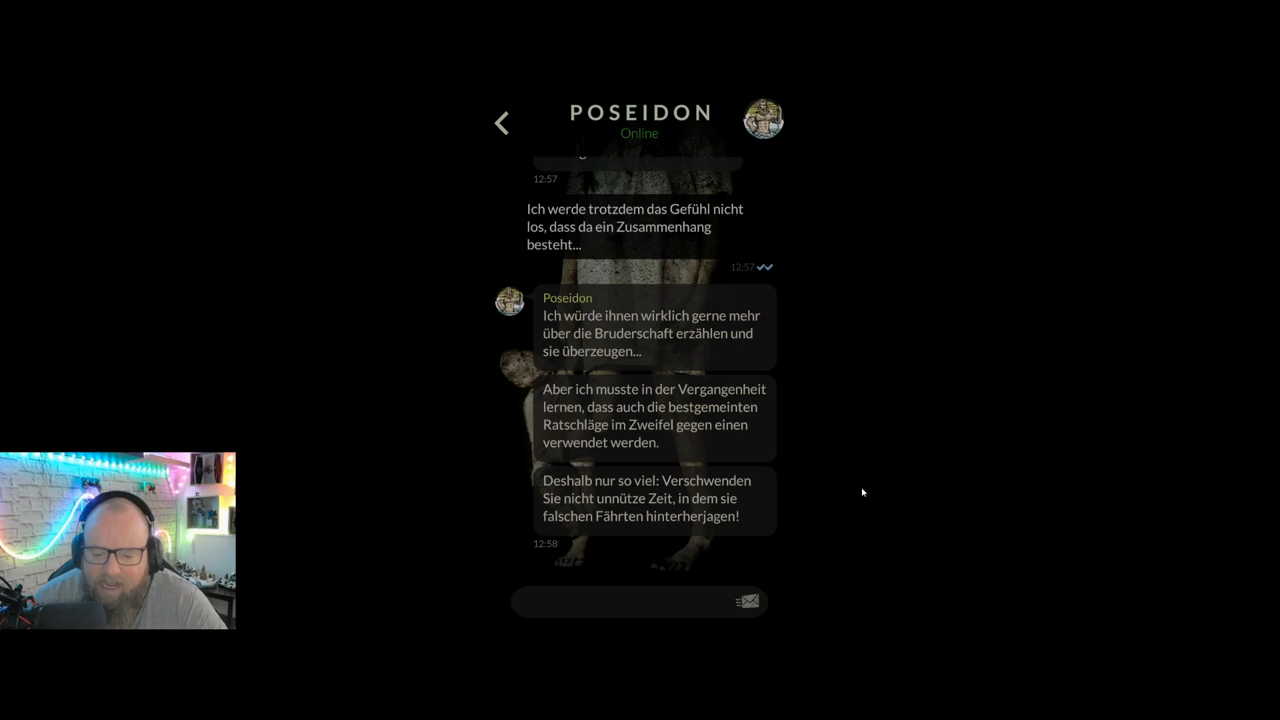 POSEIDON
Online
12:57
Ich werde trotzdem das Gefühl nicht
los, dass da ein Zusammenhang
besteht...
12:57
Poseidon
Ich würde ihnen wirklich gerne mehr
über die Bruderschaft erzählen und
sie überzeugen...
Aber ich musste in der Vergangenheit
lernen, dass auch die bestgemeinten
Ratschläge im Zweifel gegen einen
verwendet werden.
Deshalb nur so viel: Verschwenden
Sie nicht unnütze Zeit, in dem sie
falschen Fährten hinterherjagen!
12:58